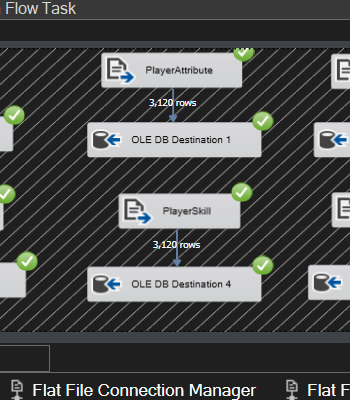 Flow Task
PlayerAttribute
3,120 rows
OLE DB Destination 1
PlayerSkill
3,120 rows
OLE DB Destination 4
Flat File Connection Manager
Flat F